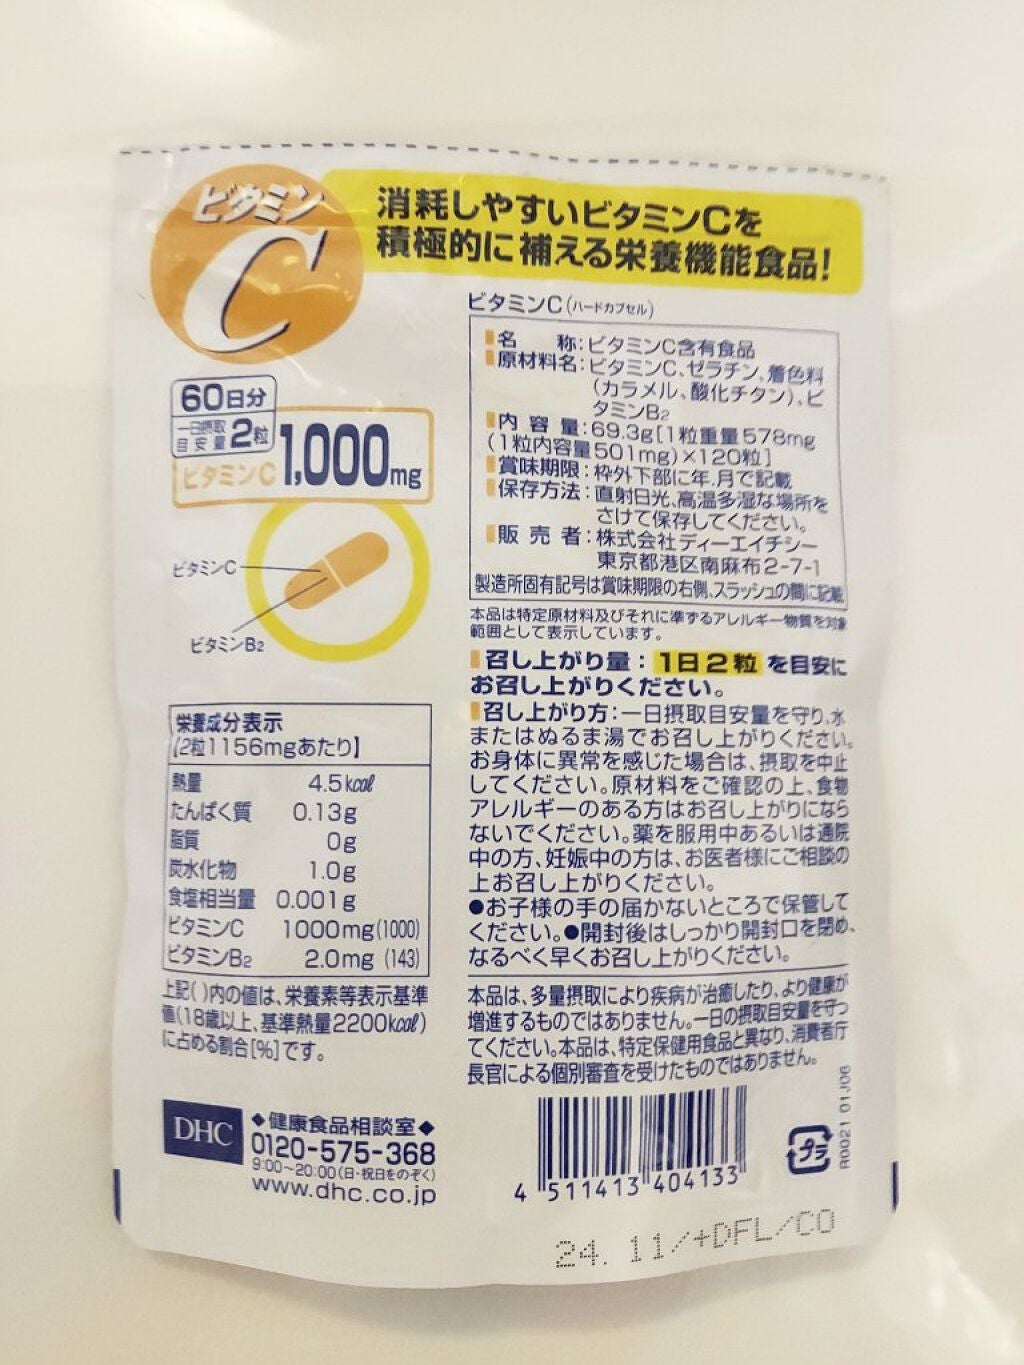 ビタミン
C
消耗しやすいビタミンCを
積極的に補える栄養機能食品!
60日分
一日摂取
目安量2粒
ビタミンC 1,000mg
ビタミンC
ビタミンB2
ビタミンC(ハードカプセル)
名 称:ビタミンC含有食品
原材料名:ビタミンC、ゼラチン、着色料
(カラメル、酸化チタン)、ビ
タミンB2
内容量:69.3g[1粒重量578mg
(1粒内容量501mg)×120粒]
賞味期限:枠外下部に年.月で記載
保存方法:直射日光、高温多湿な場所を
さけて保存してください。
販売者:株式会社ディーエイチシー
東京都港区南麻布2-7-1
製造所固有記号は賞味期限の右側、スラッシュの間に記載
本品は特定原材料及びそれに準ずるアレルギー物質を対象
範囲として表示しています。
召し上がり量:1日2粒を目安に
お召し上がりください。
召し上がり方:一日摂取目安量を守り、水
またはぬるま湯でお召し上がりください。
お身体に異常を感じた場合は、摂取を中止
してください。原材料をご確認の上、食物
アレルギーのある方はお召し上がりになら
ないでください。薬を服用中あるいは通院
中の方、妊娠中の方は、お医者様にご相談の
上お召し上がりください。
●お子様の手の届かないところで保管して
ください。●開封後はしっかり開封口を閉め、
なるべく早くお召し上がりください。
本品は、多量摂取により疾病が治癒したり、より健康が
増進するものではありません。一日の摂取目安量を守っ
てください。本品は、特定保健用食品と異なり、消費者庁
長官による個別審査を受けたものではありません。
栄養成分表示
[2粒1156mgあたり]
熱量 4.5kcal
たんぱく質 0.13g
脂質 0g
炭水化物 1.0g
食塩相当量 0.001g
ビタミンC 1000mg(1000)
ビタミンB2 2.0mg (143)
上記( )内の値は、栄養素等表示基準
値(18歳以上、基準熱量2200kcal)
に占める割合[%]です。
DHC
◆健康食品相談室◆
0120-575-368
9:00~20:00(日・祝日をのぞく)
www.dhc.co.jp
4 511413 404133
プラ
R0021 01J06
24. 11/+DFL/CO